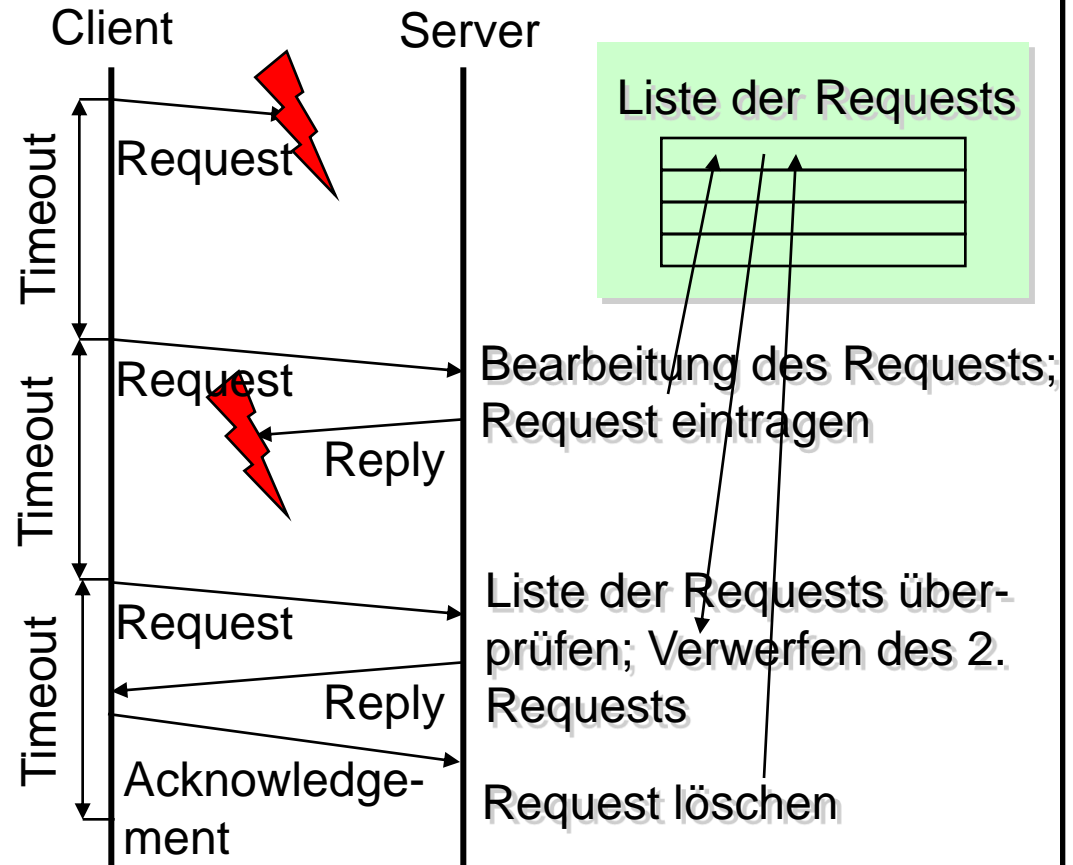 Client
Server
Liste der Requests
Timeout
Request
Timeout
Request
Bearbeitung des Requests;
Request eintragen
Reply
Timeout
Request
Liste der Requests über-
prüfen; Verwerfen des 2.
Requests
Reply
Acknowledge-
ment
Request löschen